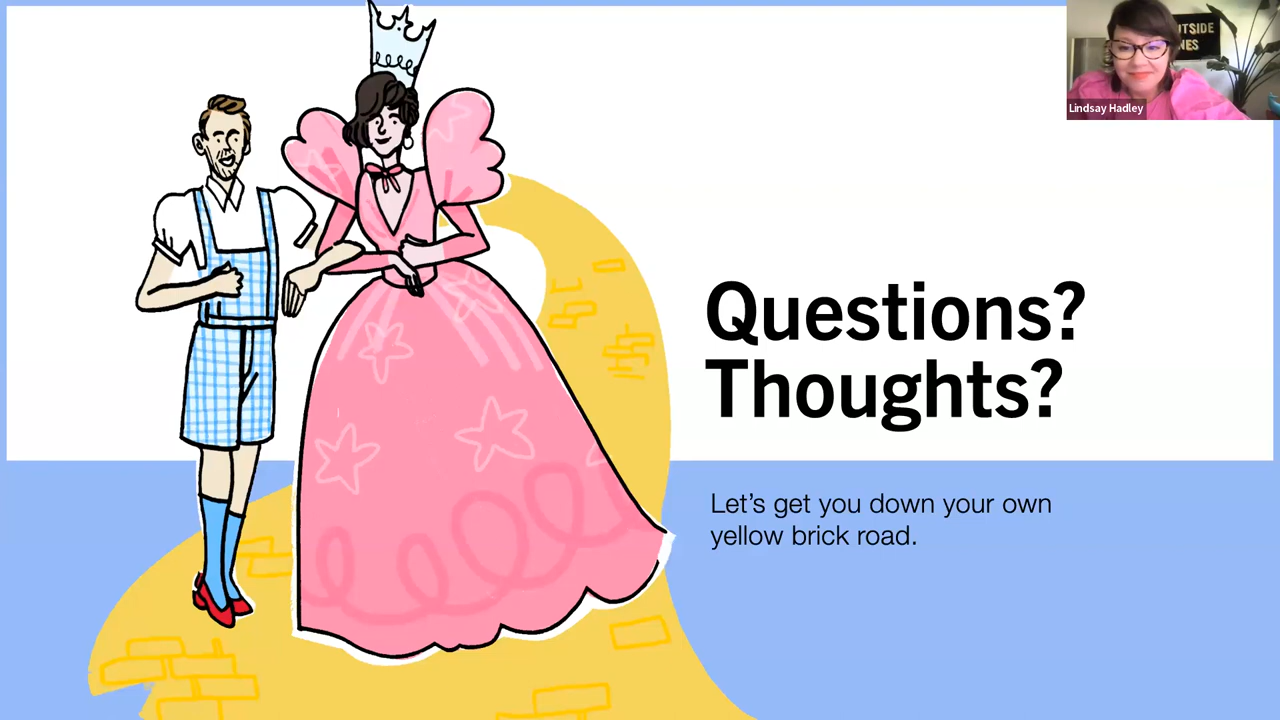 Lindsay Hadley
Questions?
Thoughts?
Let's get you down your own
yellow brick road.